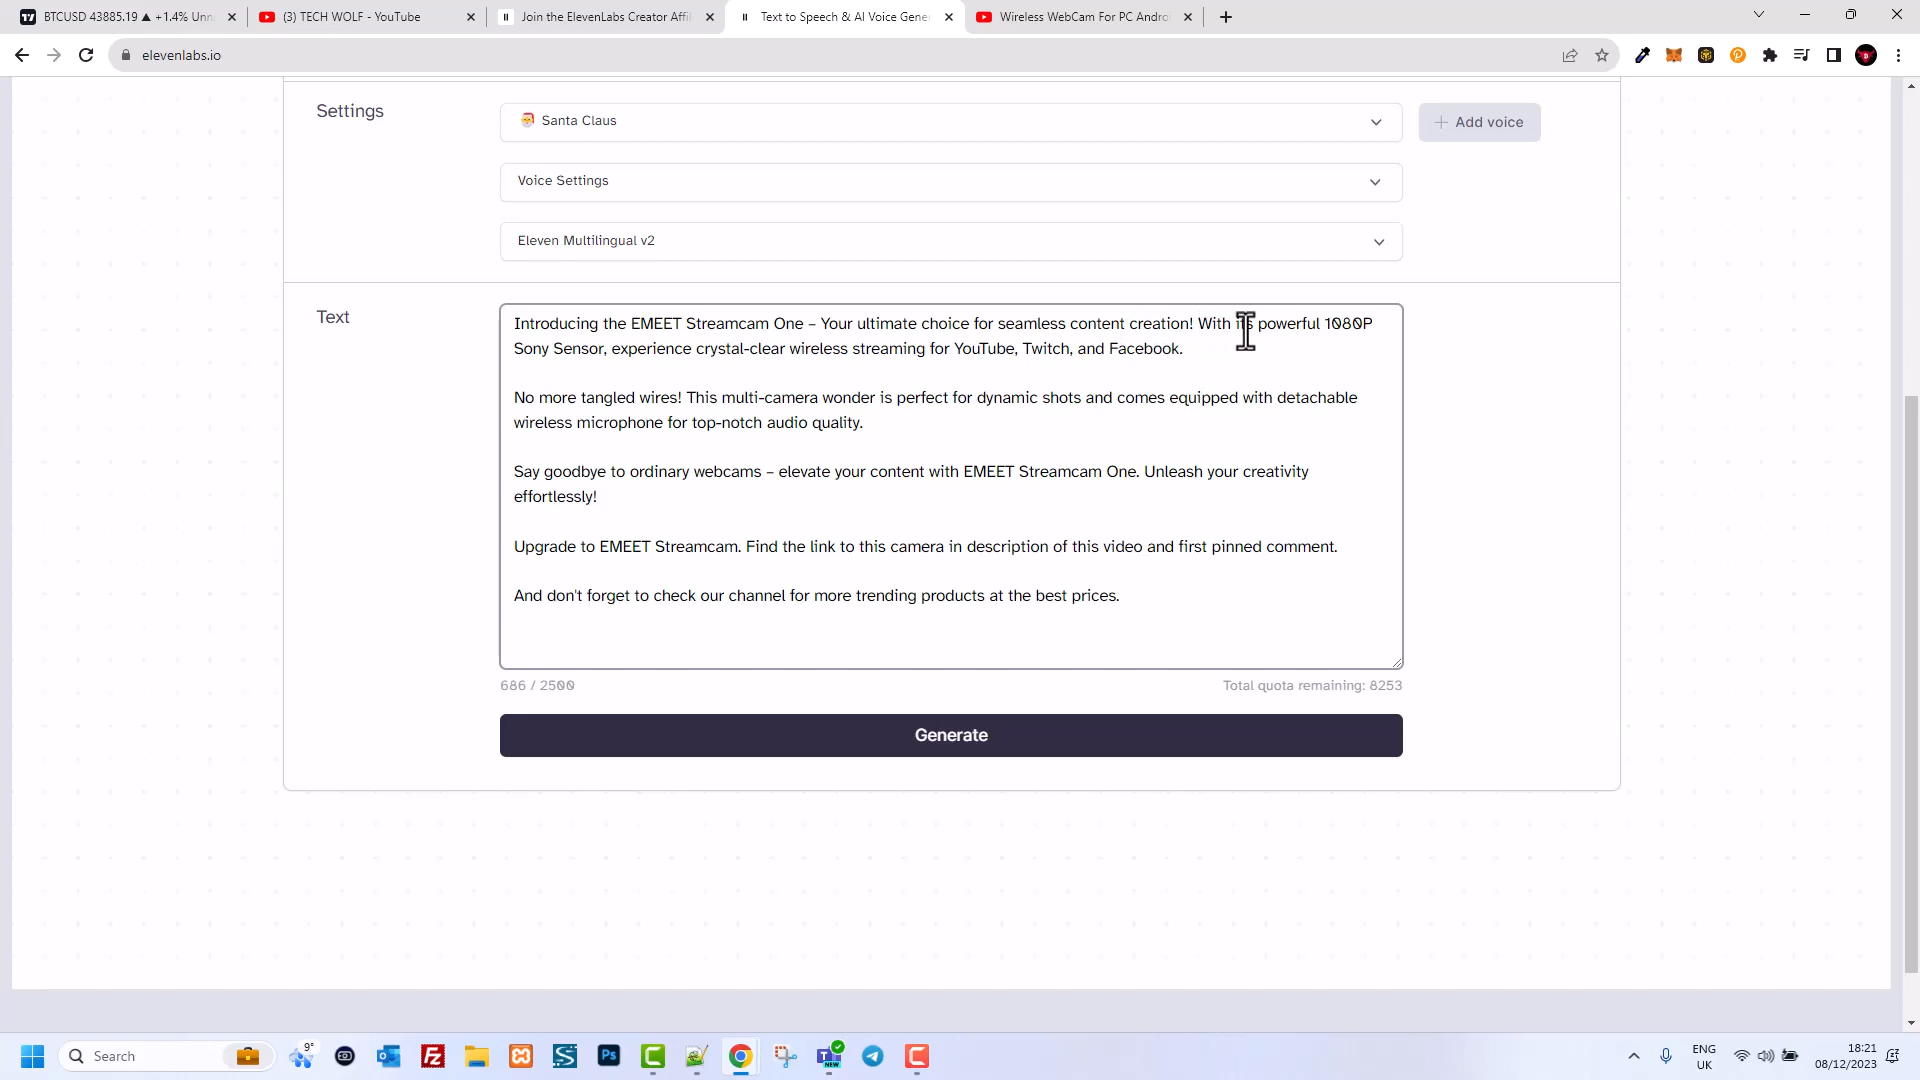 BTCUSD 43885.19 ▲ +1.4% Unn
(3) TECH WOLF - YouTube
Join the ElevenLabs Creator Affi
Text to Speech & AI Voice Gene
Wireless WebCam For PC Andro
elevenlabs.io
Settings
Santa Claus
Add voice
Voice Settings
Eleven Multilingual v2
Text
Introducing the EMEET Streamcam One – Your ultimate choice for seamless content creation! With its powerful 1080P
Sony Sensor, experience crystal-clear wireless streaming for YouTube, Twitch, and Facebook.
No more tangled wires! This multi-camera wonder is perfect for dynamic shots and comes equipped with detachable
wireless microphone for top-notch audio quality.
Say goodbye to ordinary webcams – elevate your content with EMEET Streamcam One. Unleash your creativity
effortlessly!
Upgrade to EMEET Streamcam. Find the link to this camera in description of this video and first pinned comment.
And don't forget to check our channel for more trending products at the best prices.
686 / 2500
Total quota remaining: 8253
Generate
Search
9°
Fz
Ps
NEW
ENG
UK
18:21
08/12/2023